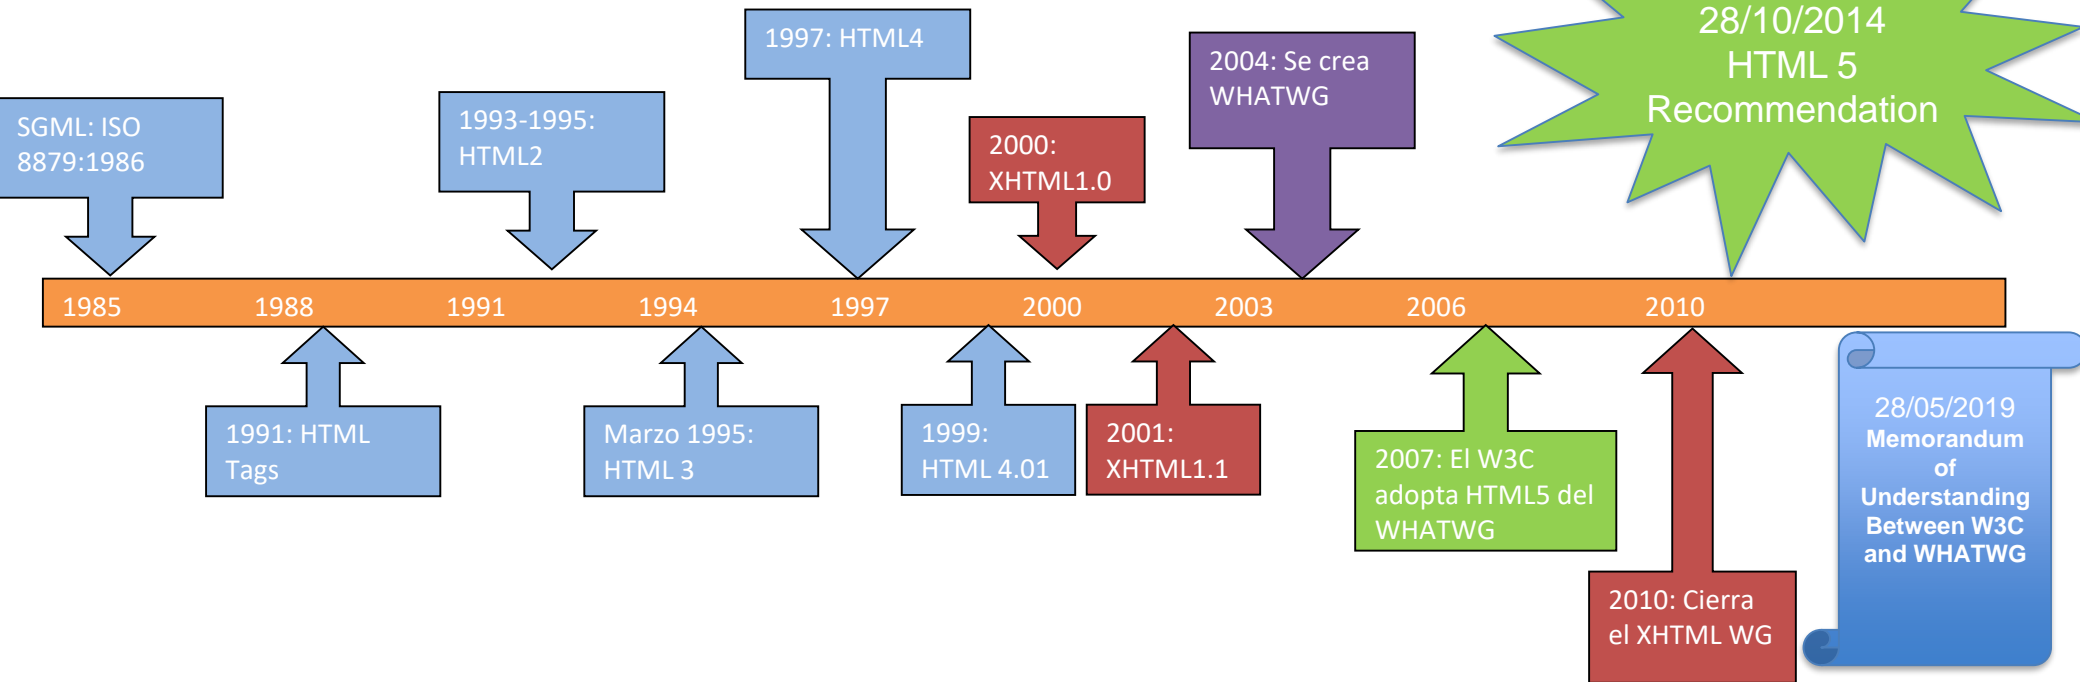 28/10/2014
HTML 5
Recommendation
1997: HTML4
2004: Se crea
WHATWG
SGML: ISO
8879:1986
1993-1995:
HTML2
2000:
XHTML1.0
1985 1988 1991 1994 1997 2000 2003 2006 2010
1991: HTML
Tags
Marzo 1995:
HTML 3
1999:
HTML 4.01
2001:
XHTML1.1
2007: El W3C
adopta HTML5 del
WHATWG
2010: Cierra
el XHTML WG
28/05/2019
Memorandum
of
Understanding
Between W3C
and WHATWG